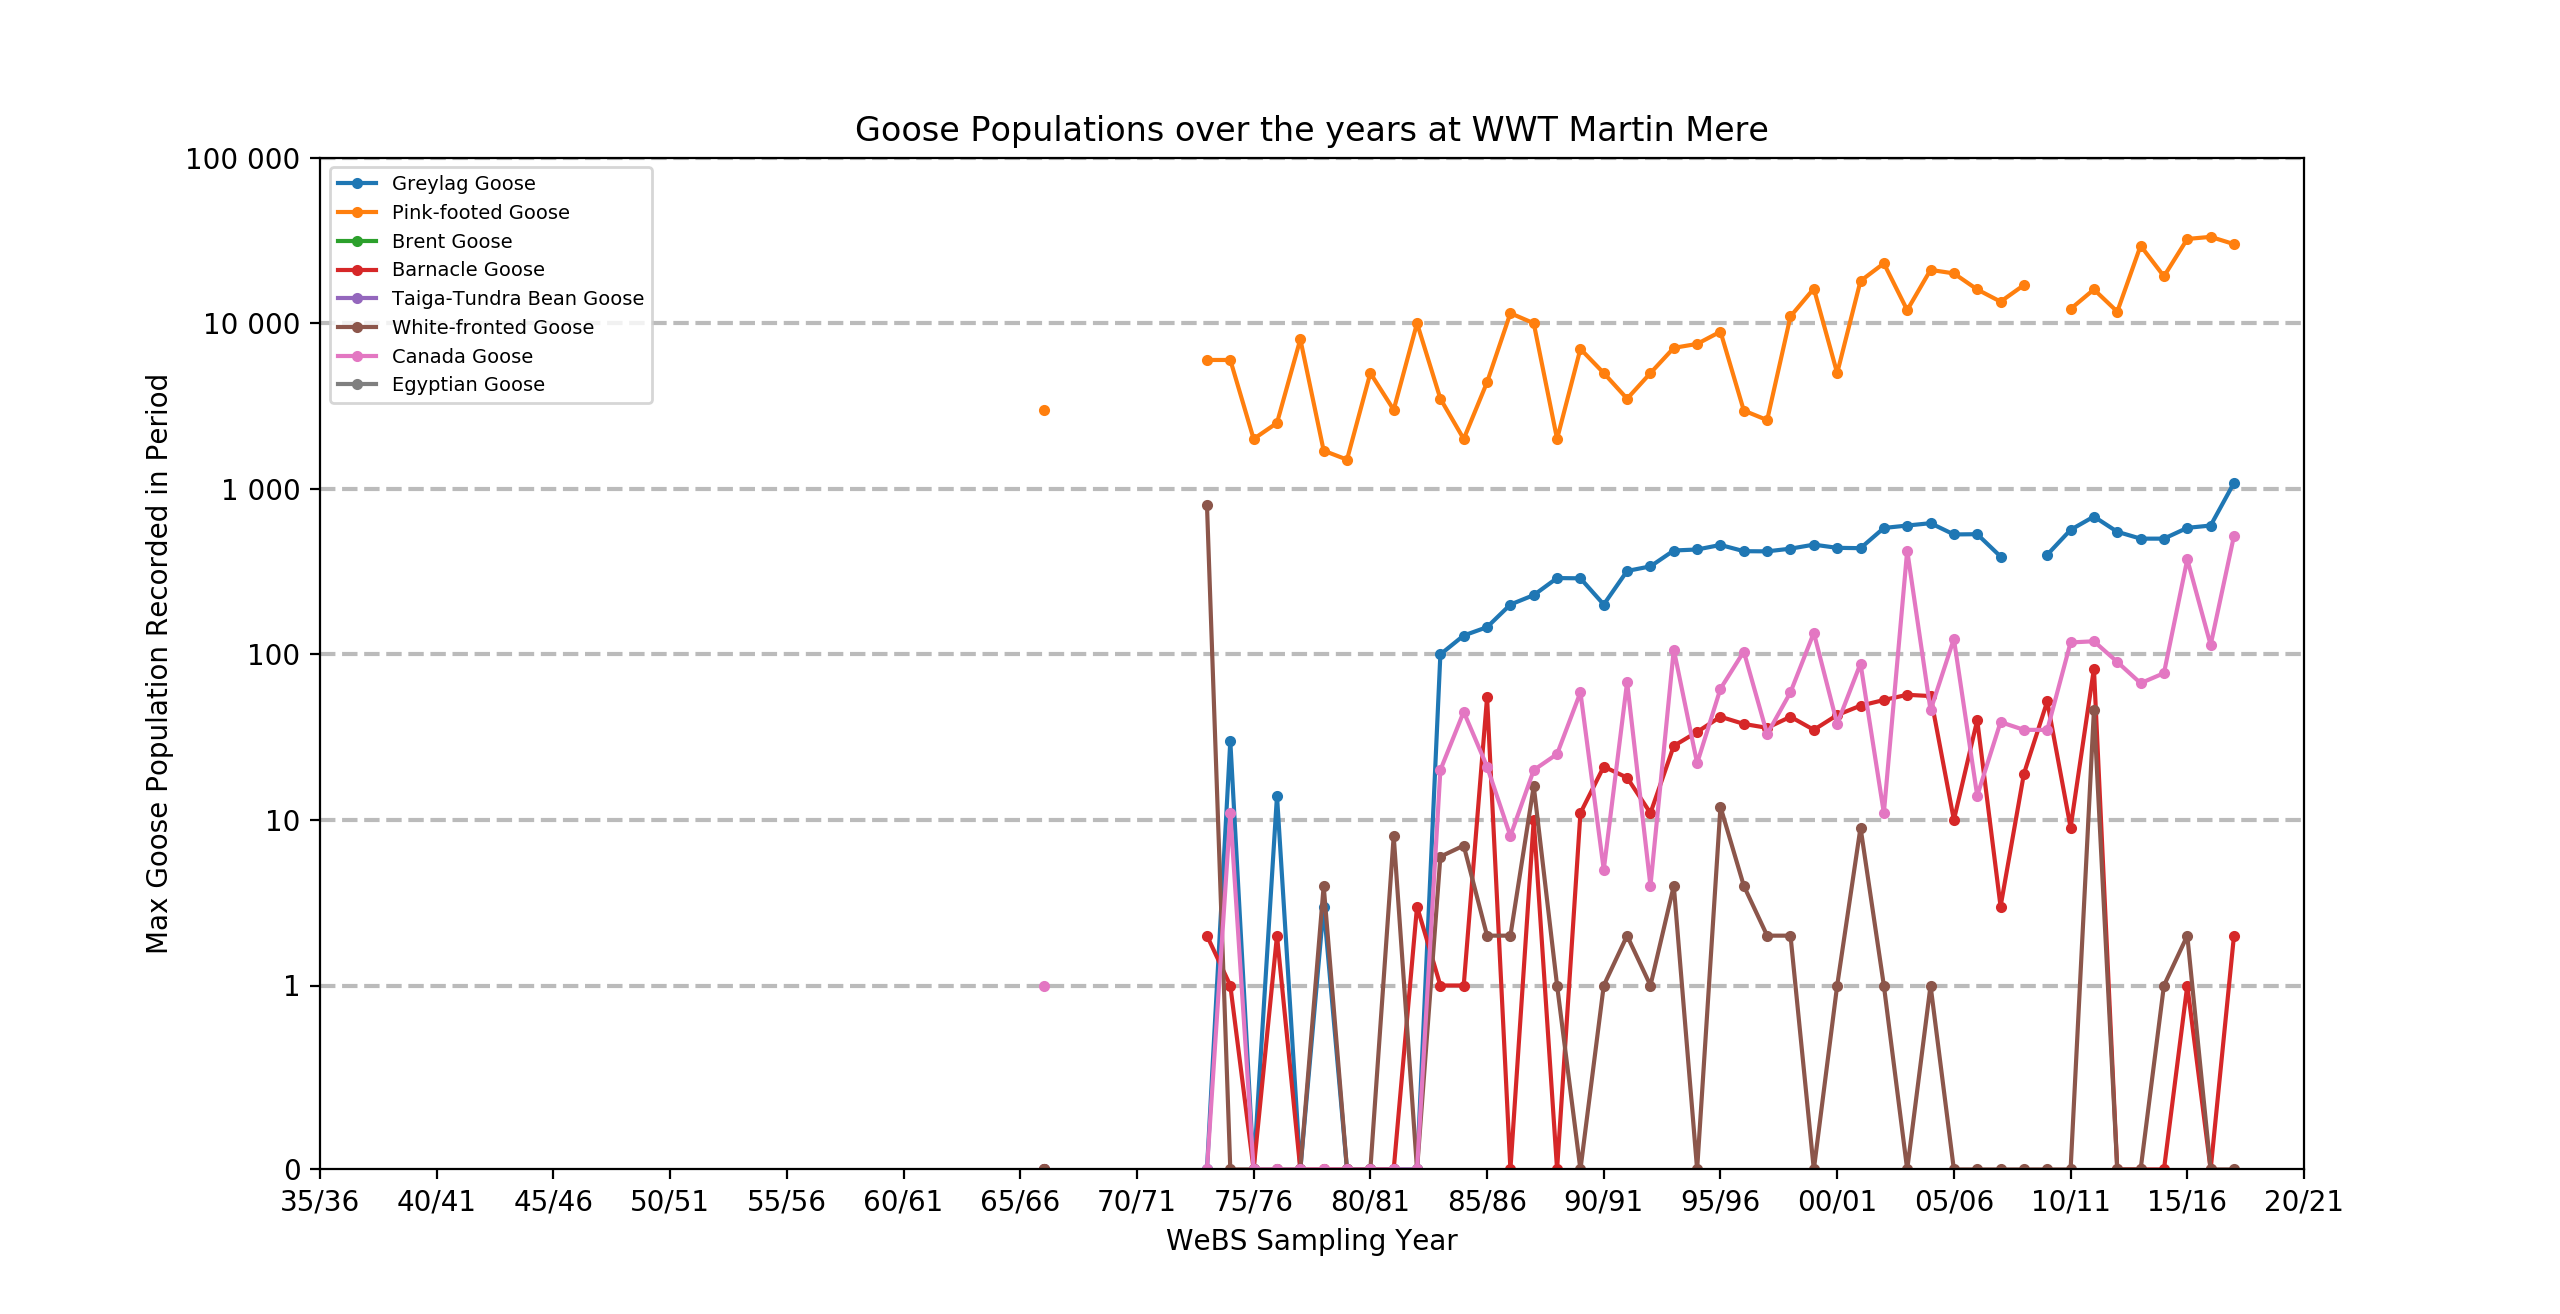 Goose Populations over the years at WWT Martin Mere
Max Goose Population Recorded in Period
100 000
10 000
1 000
100
10
1
0
Greylag Goose
Pink-footed Goose
Brent Goose
Barnacle Goose
Taiga-Tundra Bean Goose
White-fronted Goose
Canada Goose
Egyptian Goose
35/36 40/41 45/46 50/51 55/56 60/61 65/66 70/71 75/76 80/81 85/86 90/91 95/96 00/01 05/06 10/11 15/16 20/21
WeBS Sampling Year